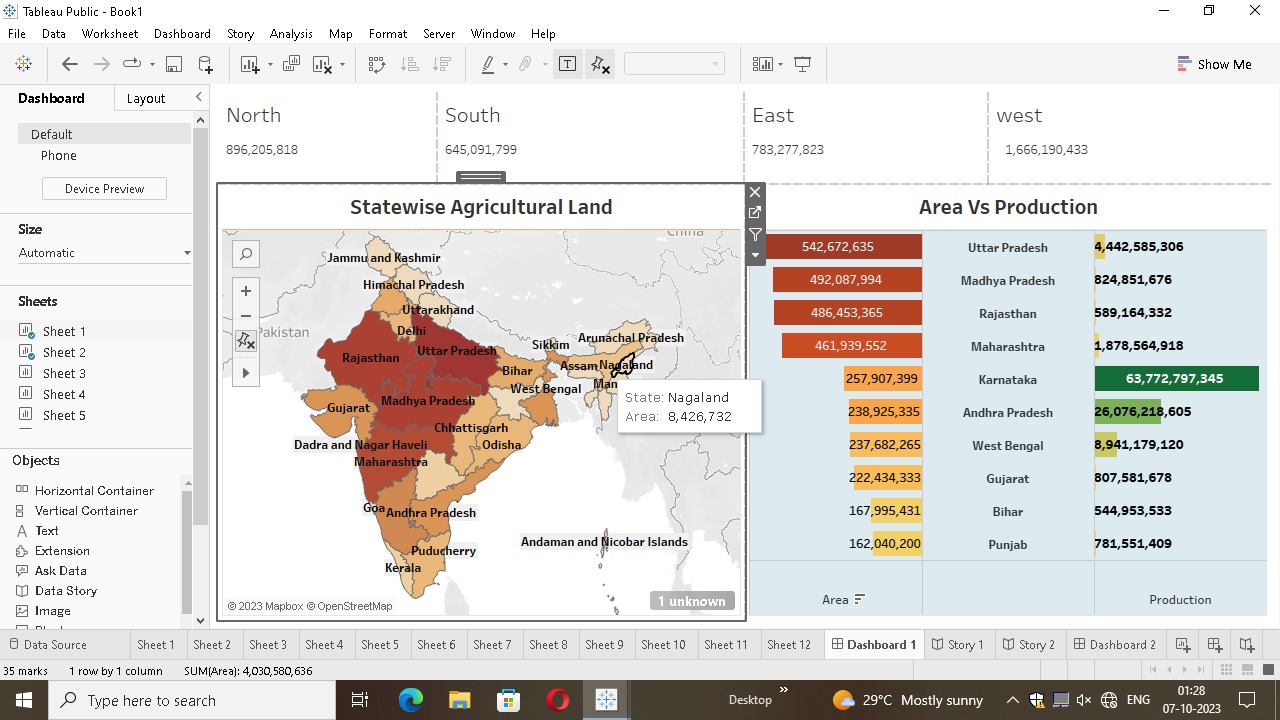 Tableau Public - Book1
File Data Worksheet Dashboard Story Analysis Map Format Server Window Help
Show Me
Dashboard Layout
Default
Phone
Device Preview
Size
Automatic
Sheets
Sheet 1
Sheet 2
Sheet 3
Sheet 4
Sheet 5
Objects
Horizontal Container
Vertical Container
Text
Extension
Ask Data
Data Story
Image
North South East west
896,205,818 645,091,799 783,277,823 1,666,190,433
Statewise Agricultural Land
China
Jammu and Kashmir
Himachal Pradesh
Uttarakhand
Pakistan
Delhi
Arunachal Pradesh
Sikkim
Rajasthan
Uttar Pradesh
Bihar
Assam
Nagaland
West Bengal
Man
Madhya Pradesh
Gujarat
Chhattisgarh
Dadra and Nagar Haveli
Odisha
Maharashtra
Goa
Andhra Pradesh
Andaman and Nicobar Islands
Puducherry
Kerala
State: Nagaland
Area: 8,426,732
© 2023 Mapbox © OpenStreetMap
1 unknown
Area Vs Production
542,672,635 Uttar Pradesh 4,442,585,306
492,087,994 Madhya Pradesh 824,851,676
486,453,365 Rajasthan 589,164,332
461,939,552 Maharashtra 1,878,564,918
257,907,399 Karnataka 63,772,797,345
238,925,335 Andhra Pradesh 26,076,218,605
237,682,265 West Bengal 8,941,179,120
222,434,333 Gujarat 807,581,678
167,995,431 Bihar 544,953,533
162,040,200 Punjab 781,551,409
Area Production
Data Source Sheet 1 Sheet 2 Sheet 3 Sheet 4 Sheet 5 Sheet 6 Sheet 7 Sheet 8 Sheet 9 Sheet 10 Sheet 11 Sheet 12 Dashboard 1 Story 1 Story 2 Dashboard 2
35 marks 1 row by 1 column SUM(Area): 4,030,580,636
Type here to search
Desktop
29°C Mostly sunny
ENG
01:28
07-10-2023